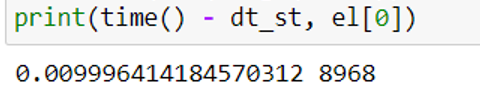 print(time() - dt_st, el[0])
0.009996414184570312 8968